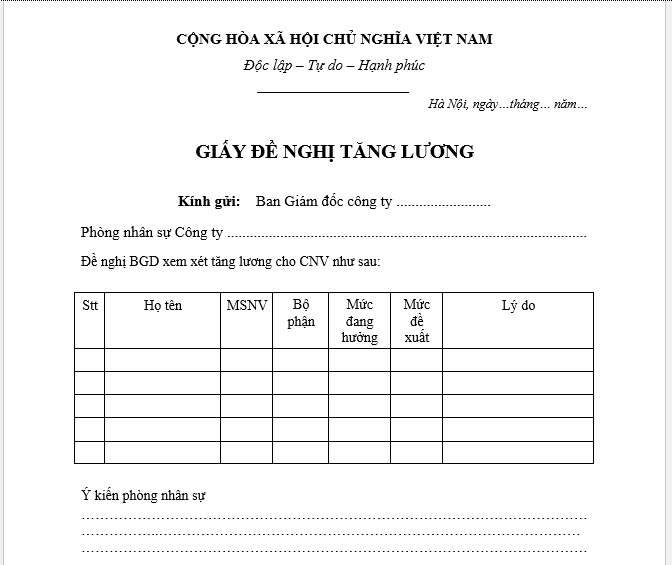 CỘNG HÒA XÃ HỘI CHỦ NGHĨA VIỆT NAM
Độc lập – Tự do – Hạnh phúc
Hà Nội, ngày…tháng… năm…
GIẤY ĐỀ NGHỊ TĂNG LƯƠNG
Kính gửi: Ban Giám đốc công ty .........................
Phòng nhân sự Công ty ................................................................................................
Đề nghị BGD xem xét tăng lương cho CNV như sau:
Stt Họ tên MSNV Bộ phận Mức đang hưởng Mức đề xuất Lý do
Ý kiến phòng nhân sự
……………………………………………………………………………………………
……………...……………………………………………………………………………
……………………………………………………………………………………………